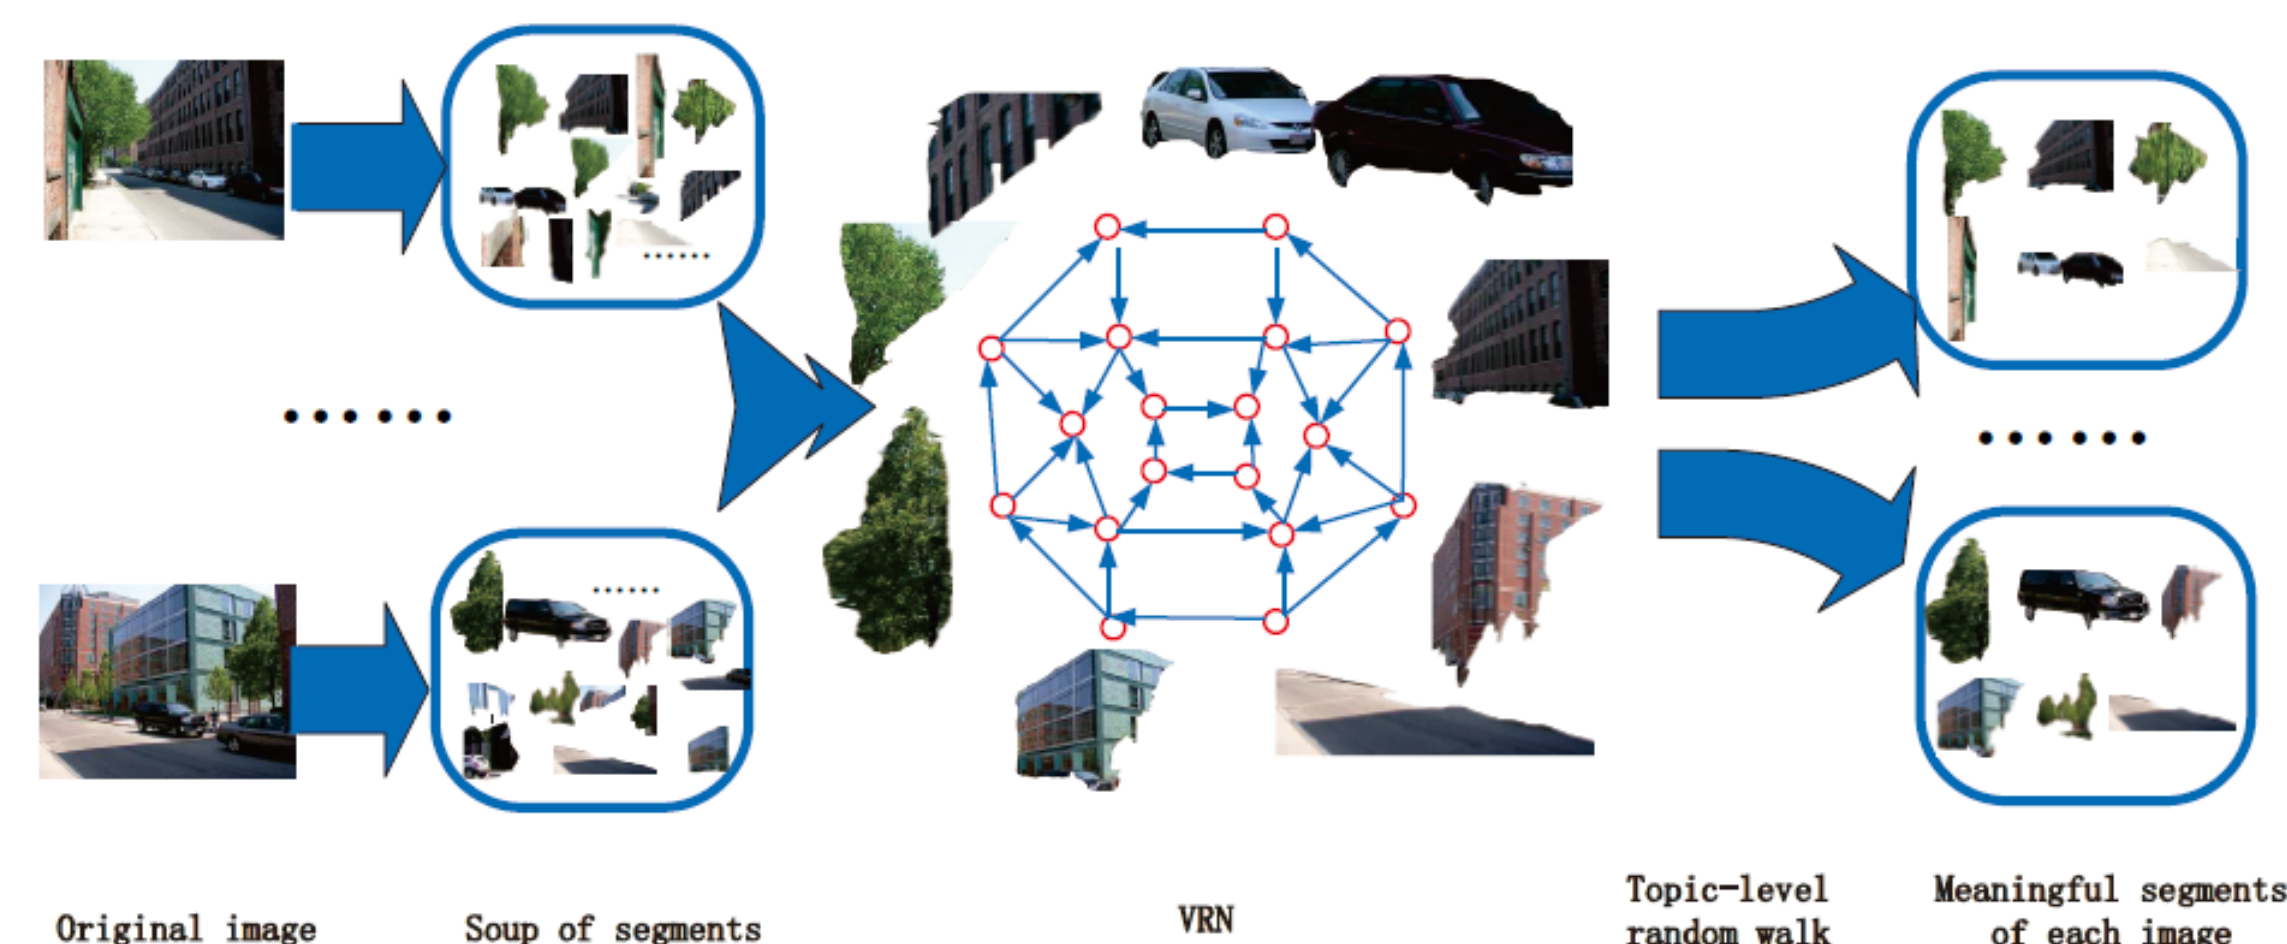 Original image
Soup of segments
VRN
Topic-level
random walk
Meaningful segments
of each image